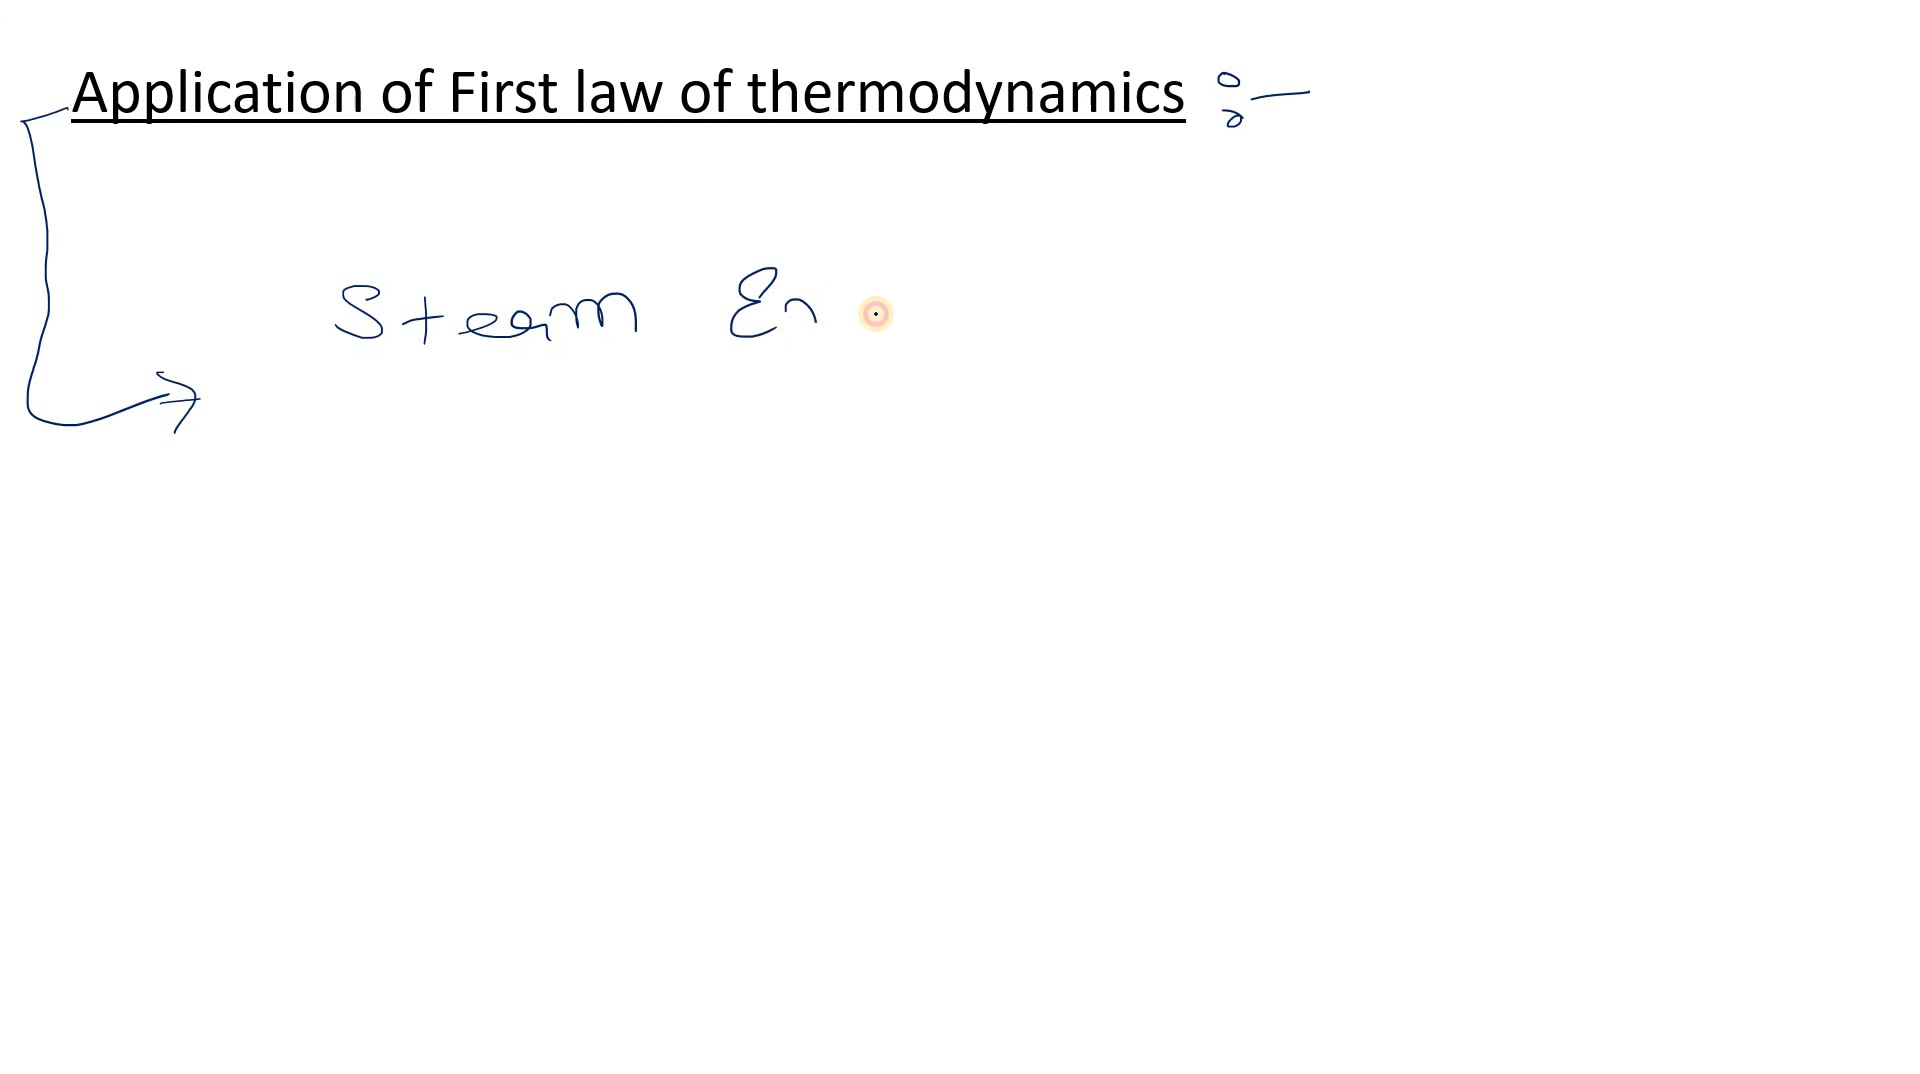 Application of First law of thermodynamics :-
Steam En